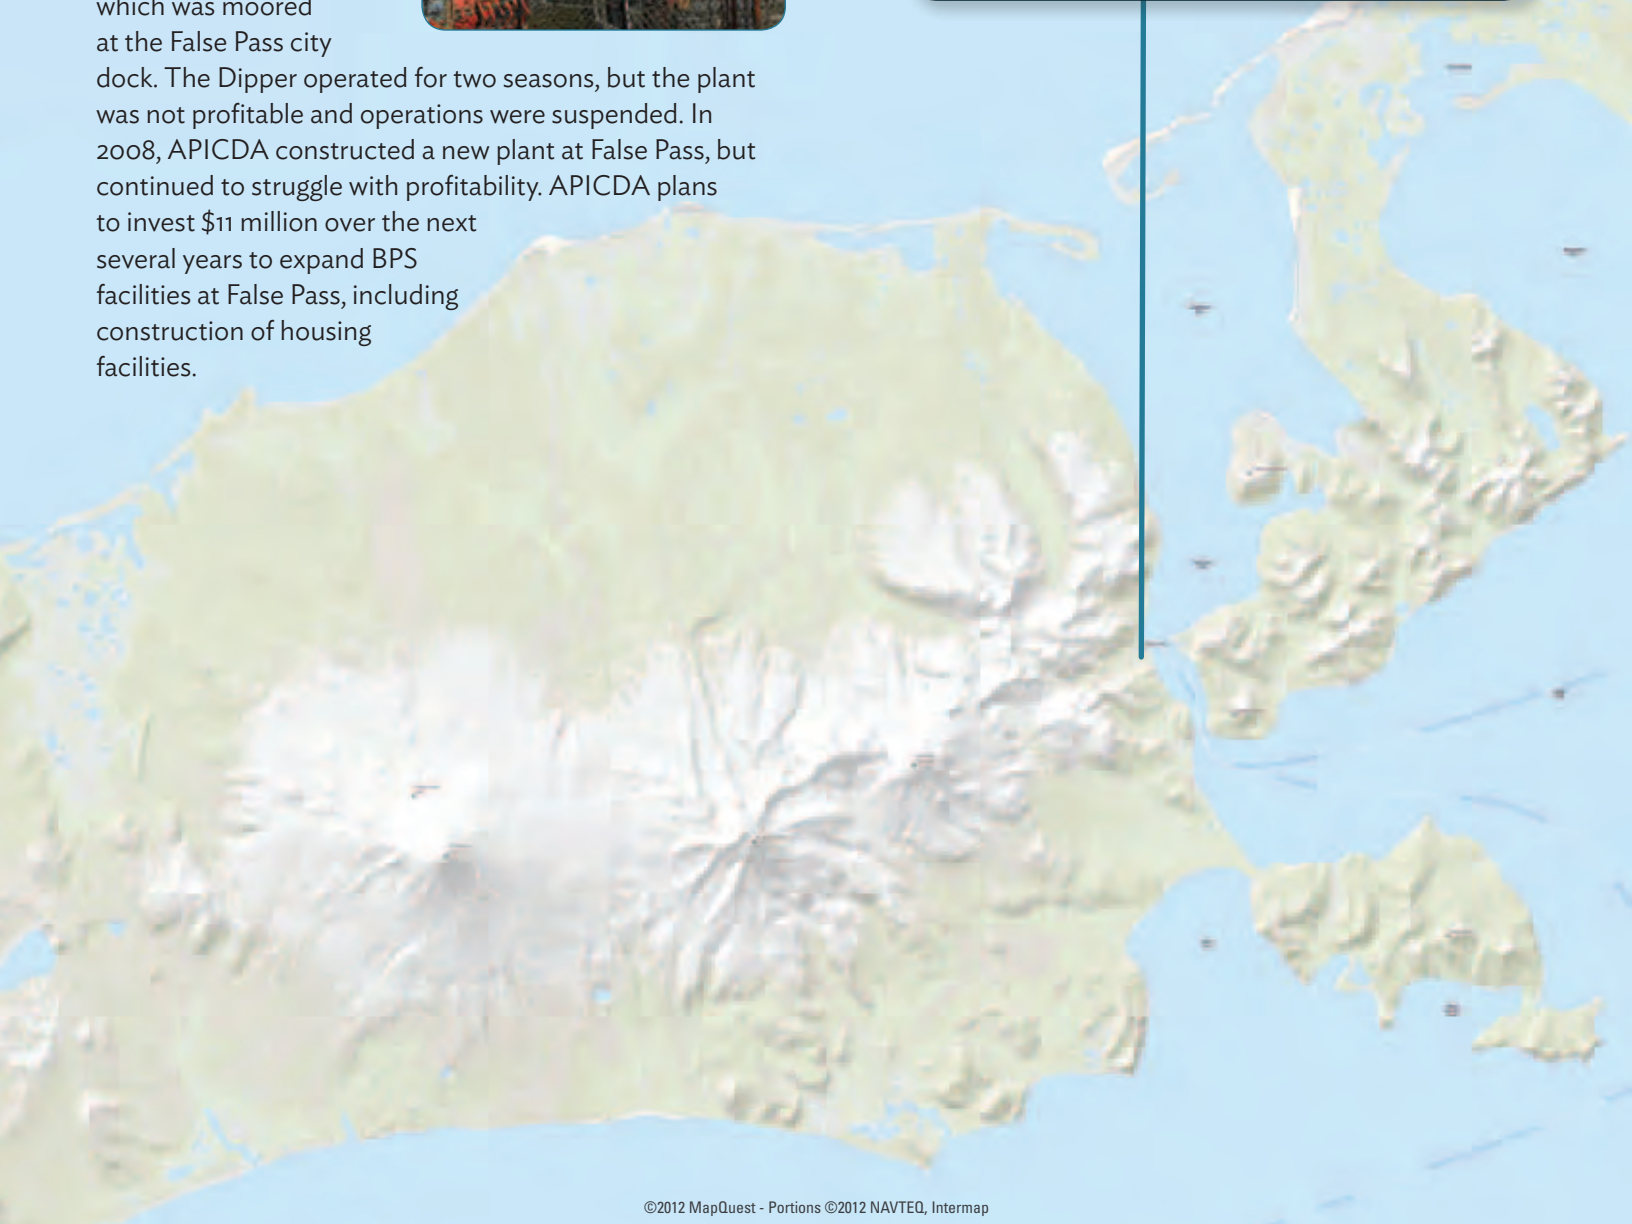 which was moored
at the False Pass city
dock. The Dipper operated for two seasons, but the plant
was not profitable and operations were suspended. In
2008, APICDA constructed a new plant at False Pass, but
continued to struggle with profitability. APICDA plans
to invest $11 million over the next
several years to expand BPS
facilities at False Pass, including
construction of housing
facilities.
©2012 MapQuest - Portions ©2012 NAVTEQ, Intermap